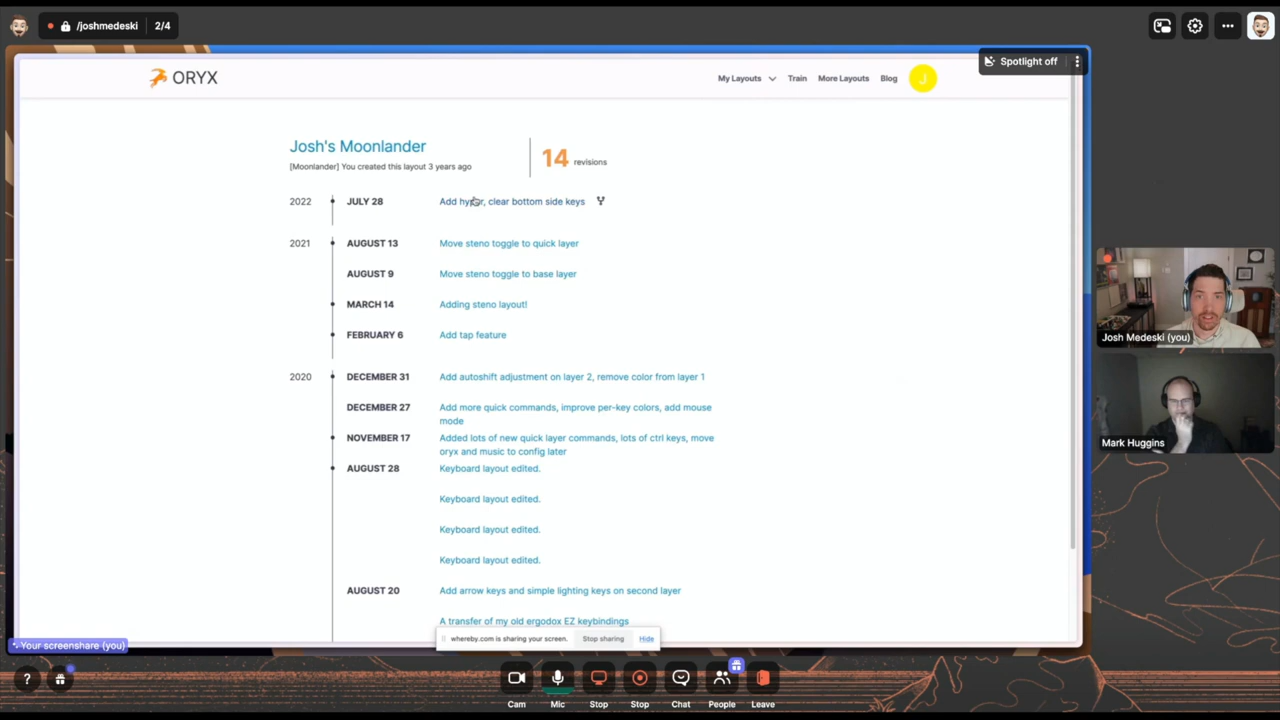 /joshmedeski 2/4
Spotlight off
ORYX
My Layouts Train More Layouts Blog J
Josh's Moonlander
[Moonlander] You created this layout 3 years ago
14 revisions
2022 JULY 28 Add hyper, clear bottom side keys
2021 AUGUST 13 Move steno toggle to quick layer
AUGUST 9 Move steno toggle to base layer
MARCH 14 Adding steno layout!
FEBRUARY 6 Add tap feature
2020 DECEMBER 31 Add autoshift adjustment on layer 2, remove color from layer 1
DECEMBER 27 Add more quick commands, improve per-key colors, add mouse
mode
NOVEMBER 17 Added lots of new quick layer commands, lots of ctrl keys, move
oryx and music to config later
AUGUST 28 Keyboard layout edited.
Keyboard layout edited.
Keyboard layout edited.
Keyboard layout edited.
AUGUST 20 Add arrow keys and simple lighting keys on second layer
A transfer of my old ergodox EZ keybindings
whereby.com is sharing your screen. Stop sharing Hide
Josh Medeski (you)
Mark Huggins
Your screenshare (you)
?
Cam Mic Stop Stop Chat People Leave